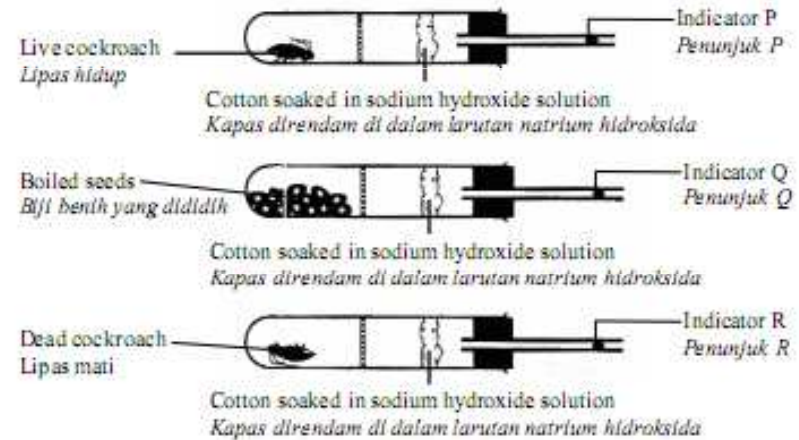 Indicator P
Penunjuk P
Live cockroach
Lipas hidup
Cotton soaked in sodium hydroxide solution
Kapas direndam di dalam larutan natrium hidroksida
Indicator Q
Penunjuk Q
Boiled seeds
Biji benih yang dididih
Cotton soaked in sodium hydroxide solution
Kapas direndam di dalam larutan natrium hidroksida
Indicator R
Penunjuk R
Dead cockroach
Lipas mati
Cotton soaked in sodium hydroxide solution
Kapas direndam di dalam larutan natrium hidroksida